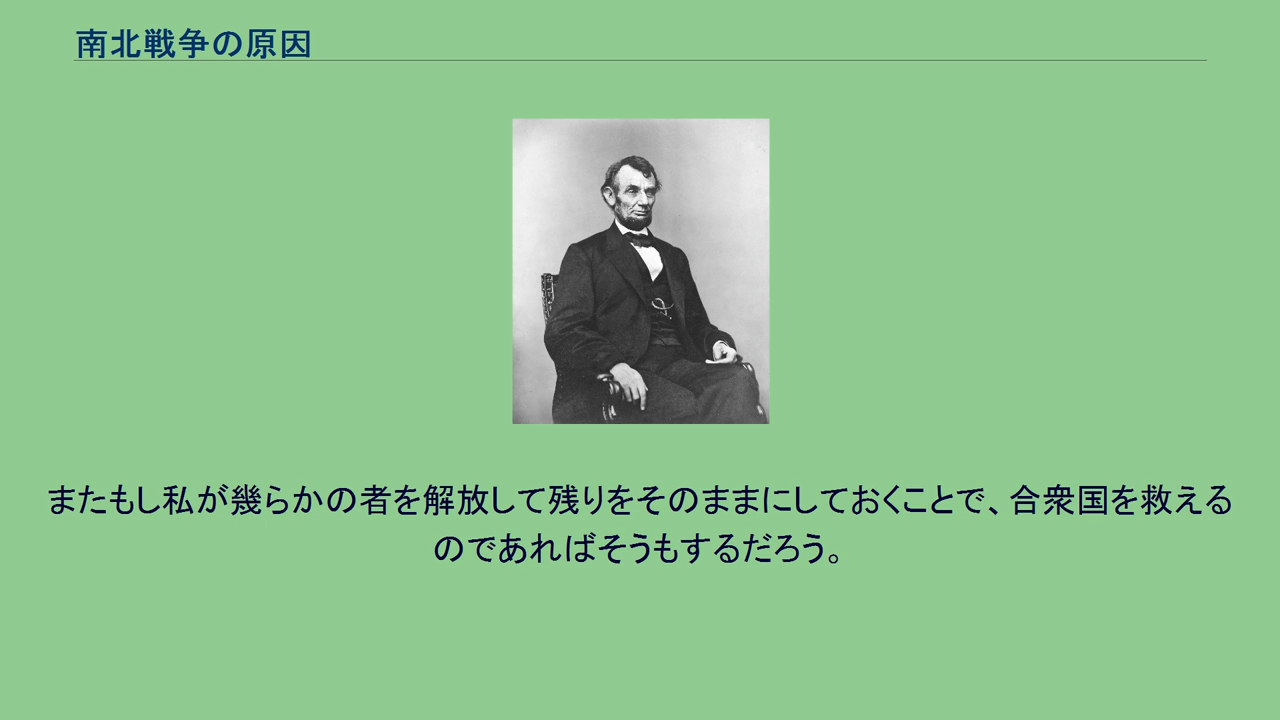 南北戦争の原因
またもし私が幾らかの者を解放して残りをそのままにしておくことで、合衆国を救える
のであればそうもするだろう。